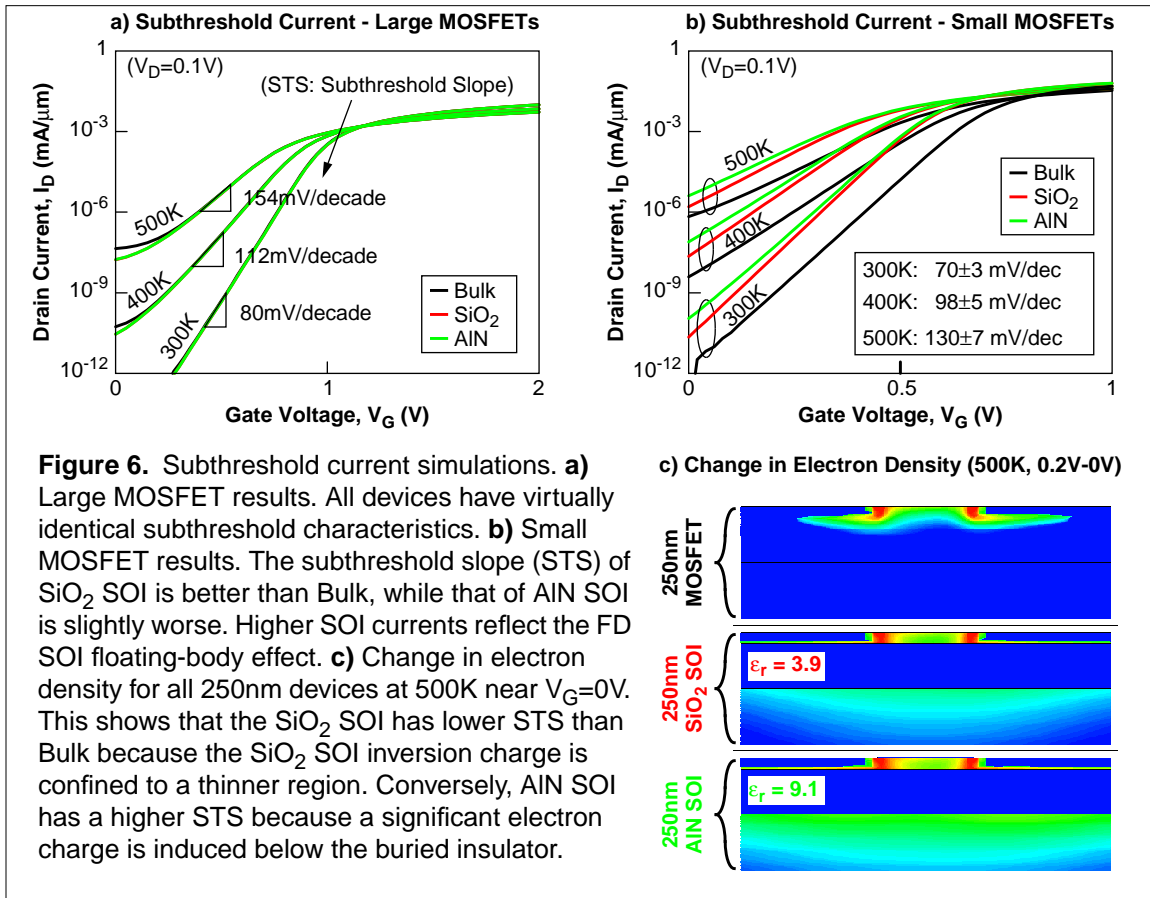 a) Subthreshold Current - Large MOSFETs
1
10⁻³
10⁻⁶
10⁻⁹
10⁻¹²
Drain Current, I_D (mA/µm)
(V_D=0.1V)
(STS: Subthreshold Slope)
500K
154mV/decade
400K
112mV/decade
300K
80mV/decade
Bulk
SiO₂
AlN
0
1
2
Gate Voltage, V_G (V)
b) Subthreshold Current - Small MOSFETs
1
10⁻³
10⁻⁶
10⁻⁹
10⁻¹²
Drain Current, I_D (mA/µm)
(V_D=0.1V)
500K
400K
300K
Bulk
SiO₂
AlN
300K: 70±3 mV/dec
400K: 98±5 mV/dec
500K: 130±7 mV/dec
0
0.5
1
Gate Voltage, V_G (V)
Figure 6. Subthreshold current simulations. a)
Large MOSFET results. All devices have virtually
identical subthreshold characteristics. b) Small
MOSFET results. The subthreshold slope (STS) of
SiO₂ SOI is better than Bulk, while that of AlN SOI
is slightly worse. Higher SOI currents reflect the FD
SOI floating-body effect. c) Change in electron
density for all 250nm devices at 500K near V_G=0V.
This shows that the SiO₂ SOI has lower STS than
Bulk because the SiO₂ SOI inversion charge is
confined to a thinner region. Conversely, AlN SOI
has a higher STS because a significant electron
charge is induced below the buried insulator.
c) Change in Electron Density (500K, 0.2V-0V)
250nm
MOSFET
250nm
SiO₂ SOI
ε_r = 3.9
250nm
AlN SOI
ε_r = 9.1